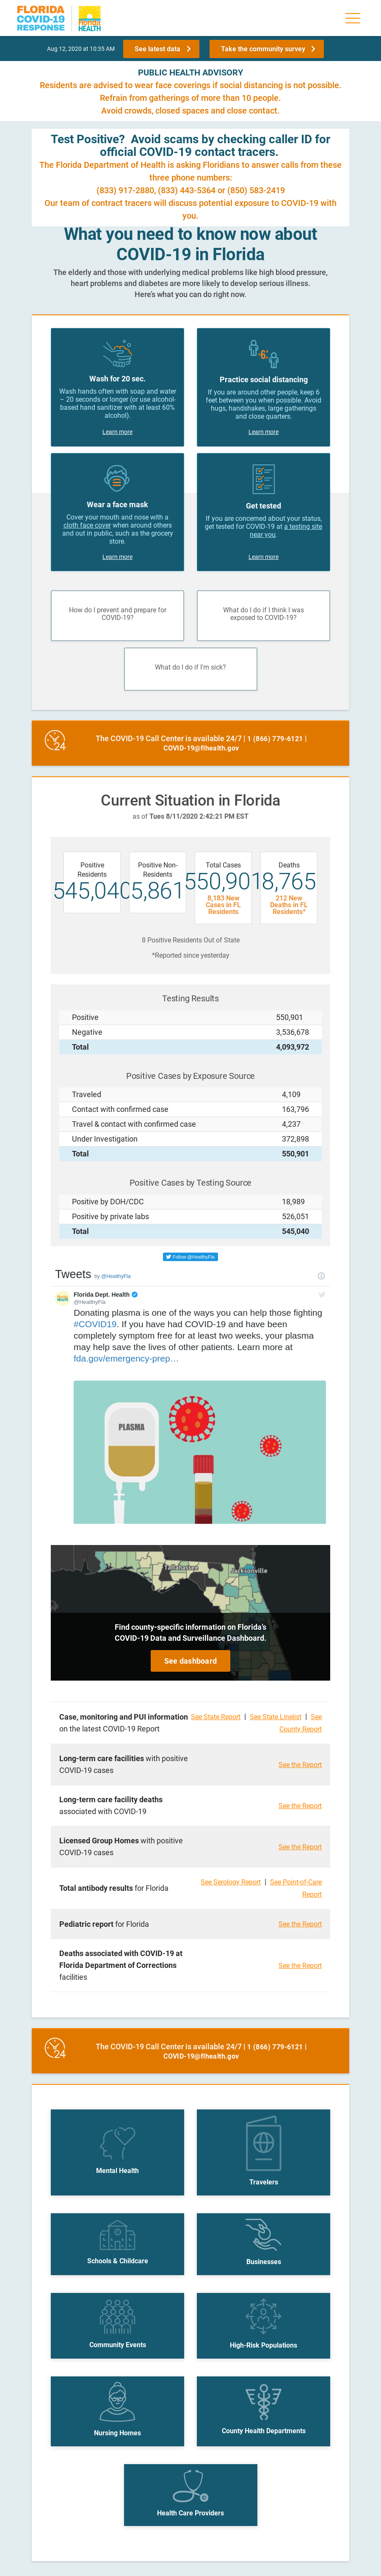 FLORIDA
COVID-19
RESPONSE
Florida
HEALTH
Aug 12, 2020 at 10:35 AM
See latest data
Take the community survey
PUBLIC HEALTH ADVISORY
Residents are advised to wear face coverings if social distancing is not possible.
Refrain from gatherings of more than 10 people.
Avoid crowds, closed spaces and close contact.
Test Positive?  Avoid scams by checking caller ID for
official COVID-19 contact tracers.
The Florida Department of Health is asking Floridians to answer calls from these
three phone numbers:
(833) 917-2880, (833) 443-5364 or (850) 583-2419
Our team of contract tracers will discuss potential exposure to COVID-19 with
you.
What you need to know now about
COVID-19 in Florida
The elderly and those with underlying medical problems like high blood pressure,
heart problems and diabetes are more likely to develop serious illness.
Here's what you can do right now.
Wash for 20 sec.
Wash hands often with soap and water
– 20 seconds or longer (or use alcohol-
based hand sanitizer with at least 60%
alcohol).
Learn more
6'
Practice social distancing
If you are around other people, keep 6
feet between you when possible. Avoid
hugs, handshakes, large gatherings
and close quarters.
Learn more
Wear a face mask
Cover your mouth and nose with a
cloth face cover when around others
and out in public, such as the grocery
store.
Learn more
Get tested
If you are concerned about your status,
get tested for COVID-19 at a testing site
near you.
Learn more
How do I prevent and prepare for
COVID-19?
What do I do if I think I was
exposed to COVID-19?
What do I do if I'm sick?
24
The COVID-19 Call Center is available 24/7 | 1 (866) 779-6121 |
COVID-19@flhealth.gov
Current Situation in Florida
as of Tues 8/11/2020 2:42:21 PM EST
Positive
Residents
545,040
Positive Non-
Residents
5,861
Total Cases
550,901
8,183 New
Cases in FL
Residents
Deaths
8,765
212 New
Deaths in FL
Residents*
8 Positive Residents Out of State
*Reported since yesterday
Testing Results
Positive 550,901
Negative 3,536,678
Total 4,093,972
Positive Cases by Exposure Source
Traveled 4,109
Contact with confirmed case 163,796
Travel & contact with confirmed case 4,237
Under Investigation 372,898
Total 550,901
Positive Cases by Testing Source
Positive by DOH/CDC 18,989
Positive by private labs 526,051
Total 545,040
Follow @HealthyFla
Tweets by @HealthyFla
Florida Dept. Health
@HealthyFla
Donating plasma is one of the ways you can help those fighting
#COVID19. If you have had COVID-19 and have been
completely symptom free for at least two weeks, your plasma
may help save the lives of other patients. Learn more at
fda.gov/emergency-prep…
PLASMA
Tallahassee
Jacksonville
Find county-specific information on Florida's
COVID-19 Data and Surveillance Dashboard.
See dashboard
Case, monitoring and PUI information
on the latest COVID-19 Report
See State Report | See State Linelist | See
County Report
Long-term care facilities with positive
COVID-19 cases
See the Report
Long-term care facility deaths
associated with COVID-19
See the Report
Licensed Group Homes with positive
COVID-19 cases
See the Report
Total antibody results for Florida
See Serology Report | See Point-of-Care
Report
Pediatric report for Florida
See the Report
Deaths associated with COVID-19 at
Florida Department of Corrections
facilities
See the Report
24
The COVID-19 Call Center is available 24/7 | 1 (866) 779-6121 |
COVID-19@flhealth.gov
Mental Health
Travelers
Schools & Childcare
Businesses
Community Events
High-Risk Populations
Nursing Homes
County Health Departments
Health Care Providers